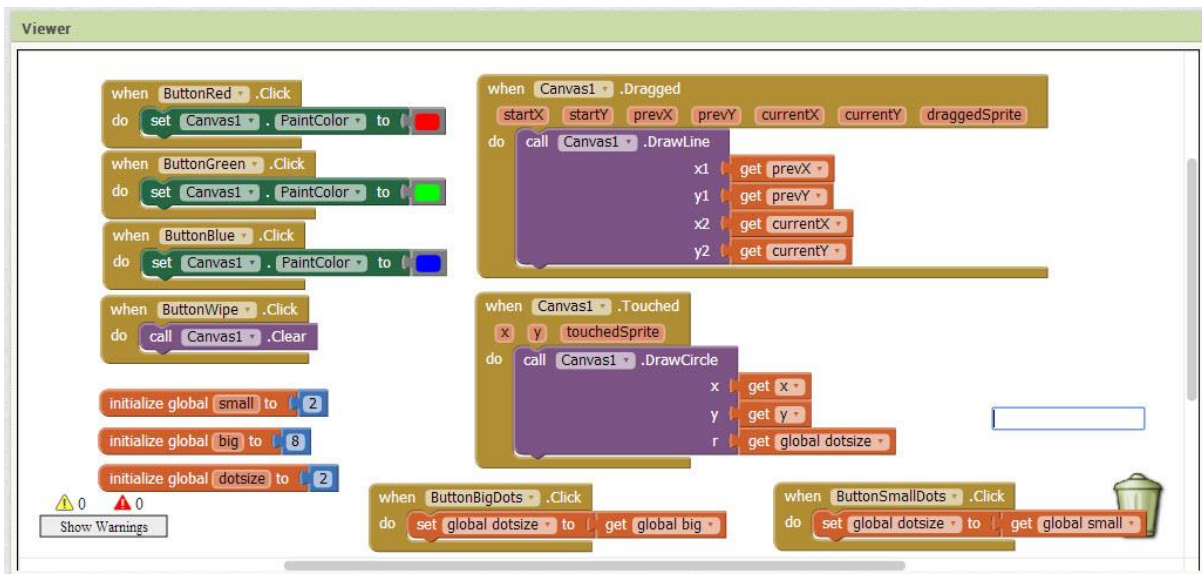 Viewer
when ButtonRed .Click
do set Canvas1 . PaintColor to
when ButtonGreen .Click
do set Canvas1 . PaintColor to
when ButtonBlue .Click
do set Canvas1 . PaintColor to
when ButtonWipe .Click
do call Canvas1 .Clear
initialize global small to 2
initialize global big to 8
initialize global dotsize to 2
0 0
Show Warnings
when Canvas1 .Dragged
startX startY prevX prevY currentX currentY draggedSprite
do call Canvas1 .DrawLine
x1 get prevX
y1 get prevY
x2 get currentX
y2 get currentY
when Canvas1 .Touched
x y touchedSprite
do call Canvas1 .DrawCircle
x get x
y get y
r get global dotsize
when ButtonBigDots .Click
do set global dotsize to get global big
when ButtonSmallDots .Click
do set global dotsize to get global small